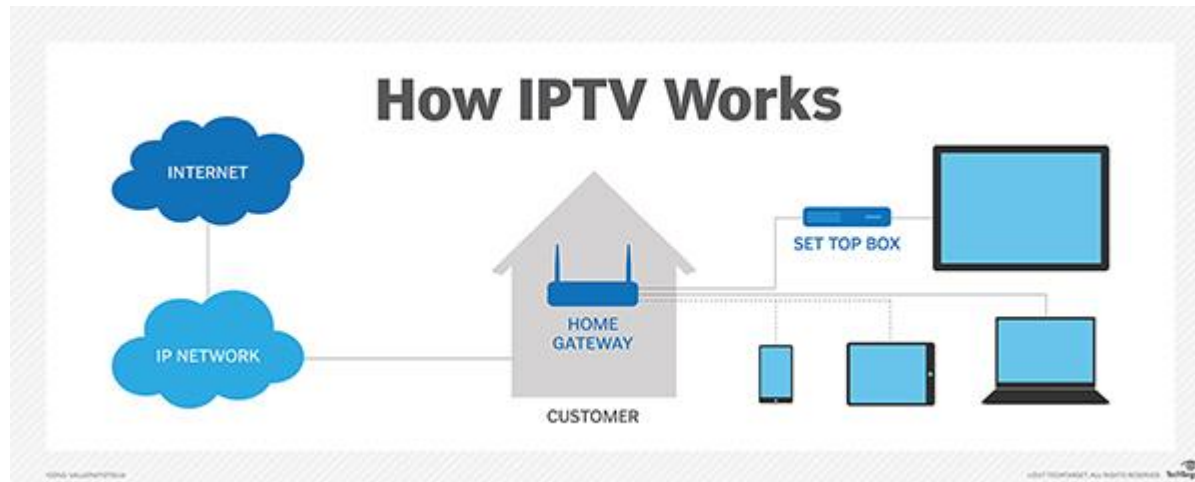 How IPTV Works
INTERNET
SET TOP BOX
HOME
GATEWAY
IP NETWORK
CUSTOMER